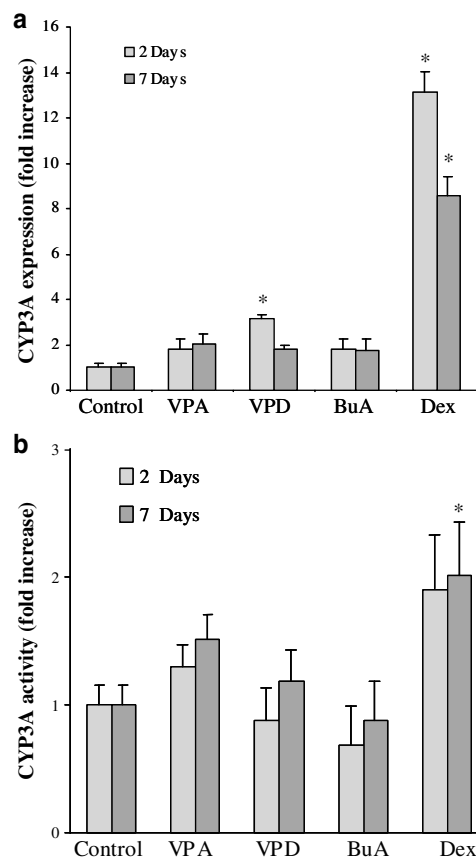 a
CYP3A expression (fold increase)
16
14
12
10
8
6
4
2
0
2 Days
7 Days
*
*
*
Control VPA VPD BuA Dex
b
CYP3A activity (fold increase)
3
2
1
0
2 Days
7 Days
*
Control VPA VPD BuA Dex